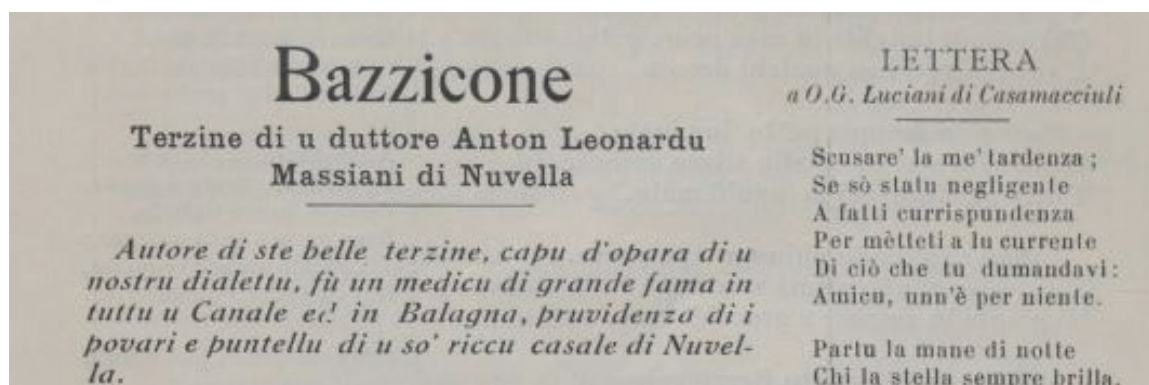 Bazzicone
Terzine di u duttore Anton Leonardu
Massiani di Nuvella
Autore di ste belle terzine, capu d'opara di u
nostru dialettu, fù un medicu di grande fama in
tuttu u Canale ed in Balagna, pruvidenza di i
povari e puntellu di u so' riccu casale di Nuvel-
la.
LETTERA
a O.G. Luciani di Casamacciuli
Scusare' la me' tardenza ;
Se sò statu negligente
A fatti currispundenza
Per mètteti a lu currente
Di ciò che tu dumandavi :
Amicu, unn'è per niente.
Partu la mane di notte
Chi la stella sempre brilla,